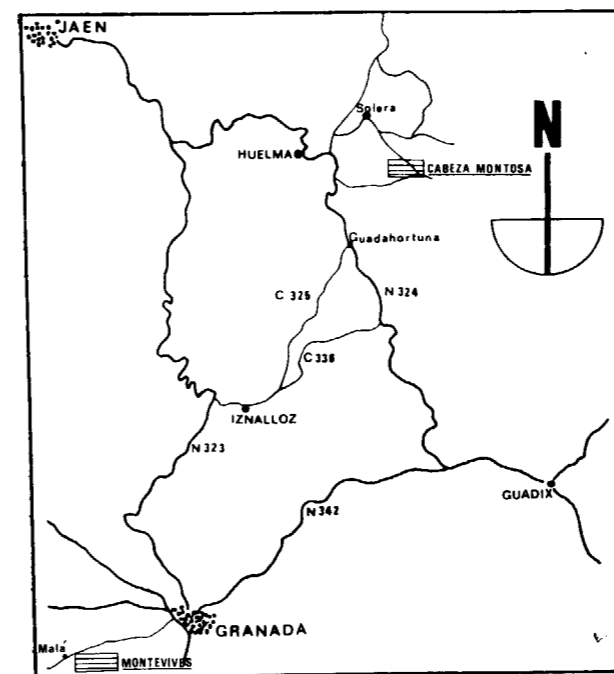 JAEN
Solera
N
HUELMA
CABEZA MONTOSA
Guadahortuna
C 325
N 324
C 336
IZNALLOZ
N 323
GUADIX
N 342
GRANADA
Malá
MONTEVIVES